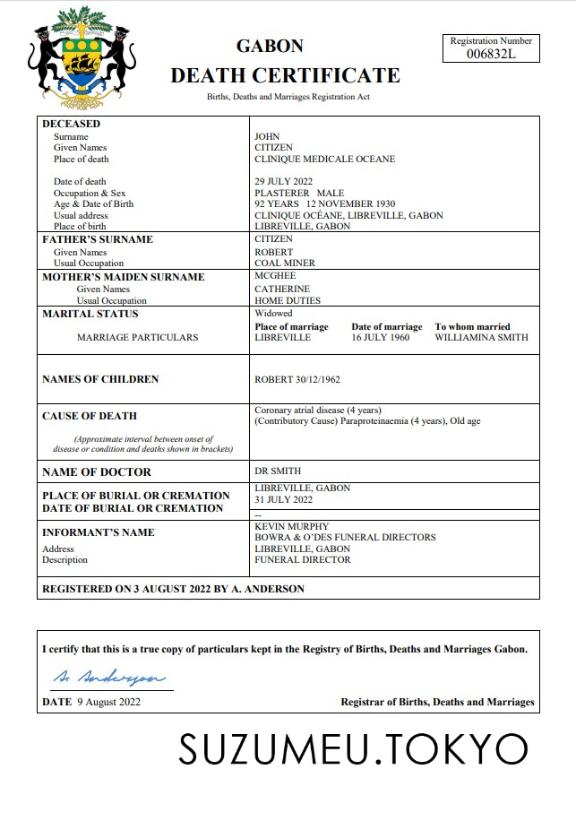 GABON
DEATH CERTIFICATE
Births, Deaths and Marriages Registration Act
Registration Number
006832L
DECEASED
Surname JOHN
Given Names CITIZEN
Place of death CLINIQUE MEDICALE OCEANE
Date of death 29 JULY 2022
Occupation & Sex PLASTERER MALE
Age & Date of Birth 92 YEARS 12 NOVEMBER 1930
Usual address CLINIQUE OCÉANE, LIBREVILLE, GABON
Place of birth LIBREVILLE, GABON
FATHER'S SURNAME CITIZEN
Given Names ROBERT
Usual Occupation COAL MINER
MOTHER'S MAIDEN SURNAME MCGHEE
Given Names CATHERINE
Usual Occupation HOME DUTIES
MARITAL STATUS Widowed
Place of marriage Date of marriage To whom married
MARRIAGE PARTICULARS LIBREVILLE 16 JULY 1960 WILLIAMINA SMITH
NAMES OF CHILDREN ROBERT 30/12/1962
CAUSE OF DEATH Coronary atrial disease (4 years)
(Contributory Cause) Paraproteinaemia (4 years), Old age
(Approximate interval between onset of
disease or condition and deaths shown in brackets)
NAME OF DOCTOR DR SMITH
PLACE OF BURIAL OR CREMATION LIBREVILLE, GABON
DATE OF BURIAL OR CREMATION 31 JULY 2022
--
INFORMANT'S NAME KEVIN MURPHY
BOWRA & O'DES FUNERAL DIRECTORS
Address LIBREVILLE, GABON
Description FUNERAL DIRECTOR
REGISTERED ON 3 AUGUST 2022 BY A. ANDERSON
I certify that this is a true copy of particulars kept in the Registry of Births, Deaths and Marriages Gabon.
A. Anderson
DATE 9 August 2022 Registrar of Births, Deaths and Marriages
SUZUMEU.TOKYO